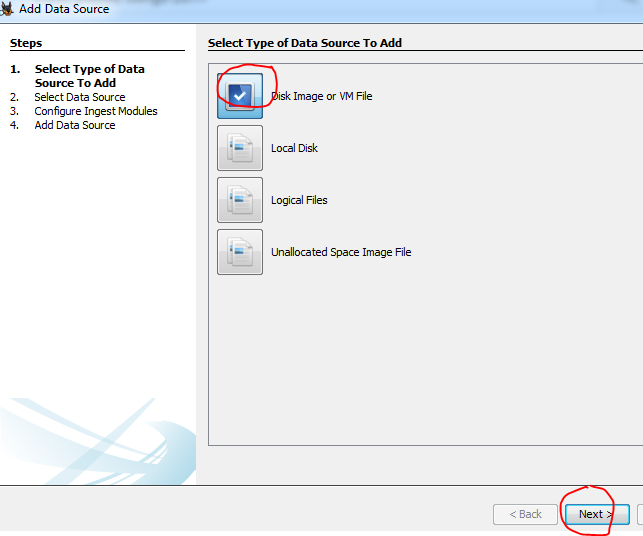 Add Data Source
Steps
1. Select Type of Data
Source To Add
2. Select Data Source
3. Configure Ingest Modules
4. Add Data Source
Select Type of Data Source To Add
Disk Image or VM File
Local Disk
Logical Files
Unallocated Space Image File
< Back
Next >